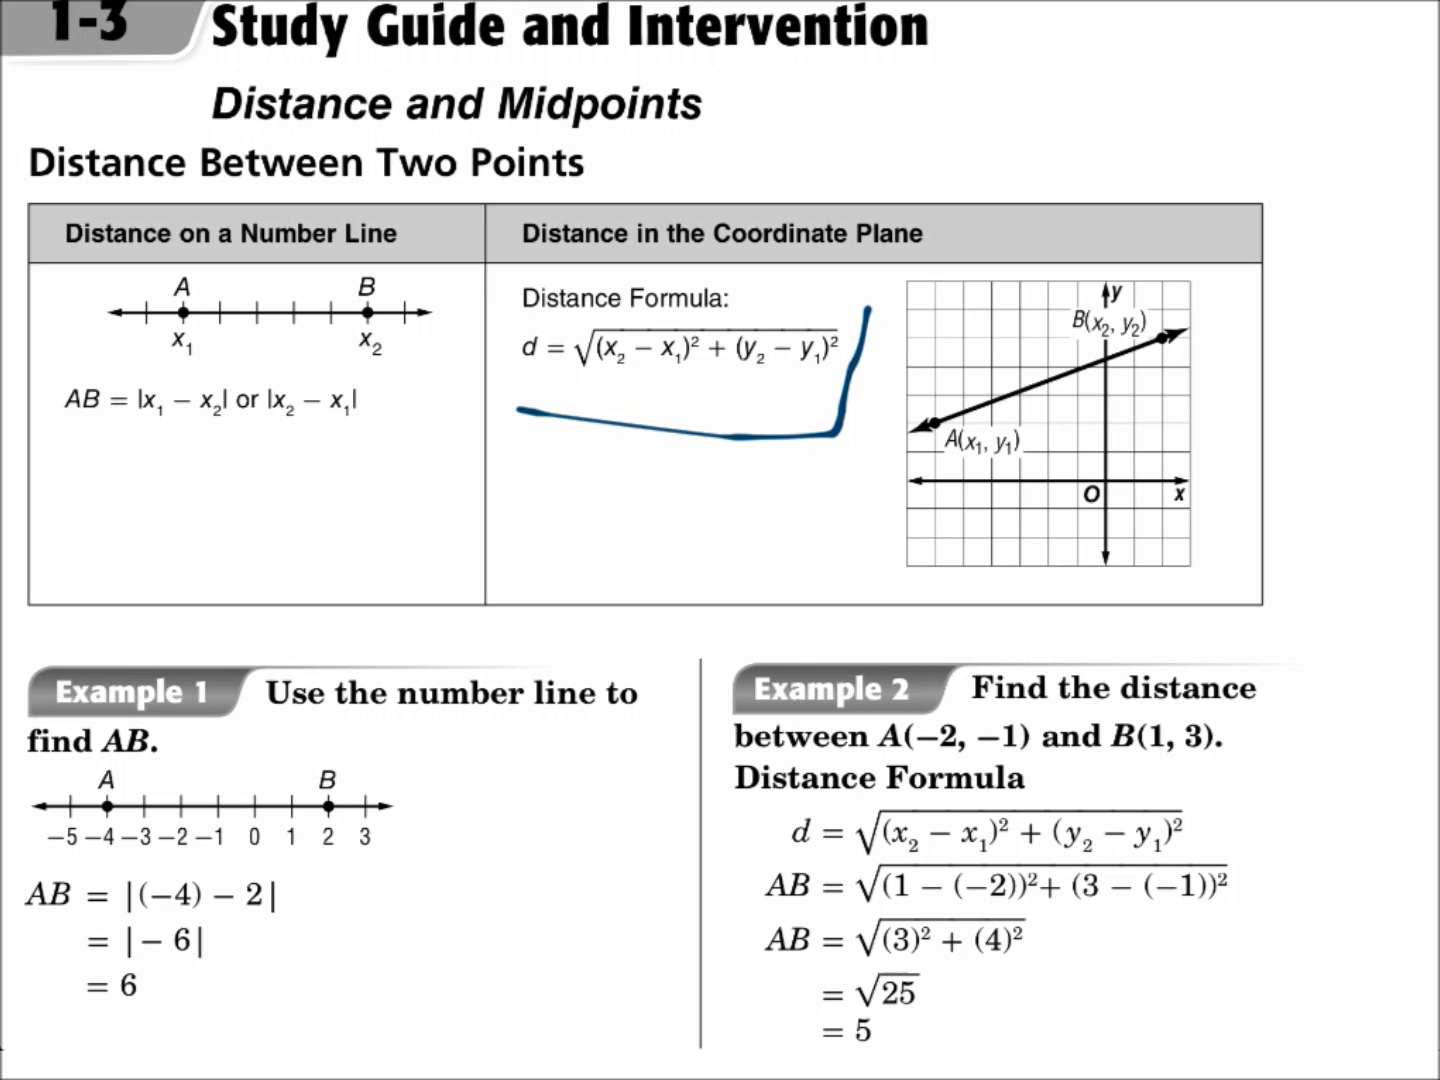 1-3 Study Guide and Intervention
Distance and Midpoints
Distance Between Two Points
Distance on a Number Line
A B
x₁ x₂
AB = |x₁ − x₂| or |x₂ − x₁|
Distance in the Coordinate Plane
Distance Formula:
d = √(x₂ − x₁)² + (y₂ − y₁)²
y
B(x₂, y₂)
A(x₁, y₁)
O x
Example 1 Use the number line to
find AB.
A B
−5 −4 −3 −2 −1 0 1 2 3
AB = |(−4) − 2|
= |− 6|
= 6
Example 2 Find the distance
between A(−2, −1) and B(1, 3).
Distance Formula
d = √(x₂ − x₁)² + (y₂ − y₁)²
AB = √(1 − (−2))² + (3 − (−1))²
AB = √(3)² + (4)²
= √25
= 5